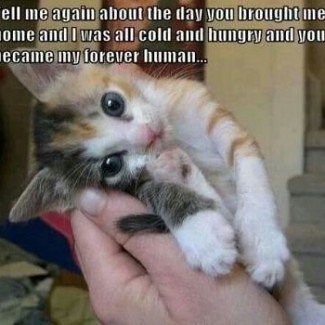 ell me again about the day you brought me
ome and I was all cold and hungry and you
ecame my forever human...